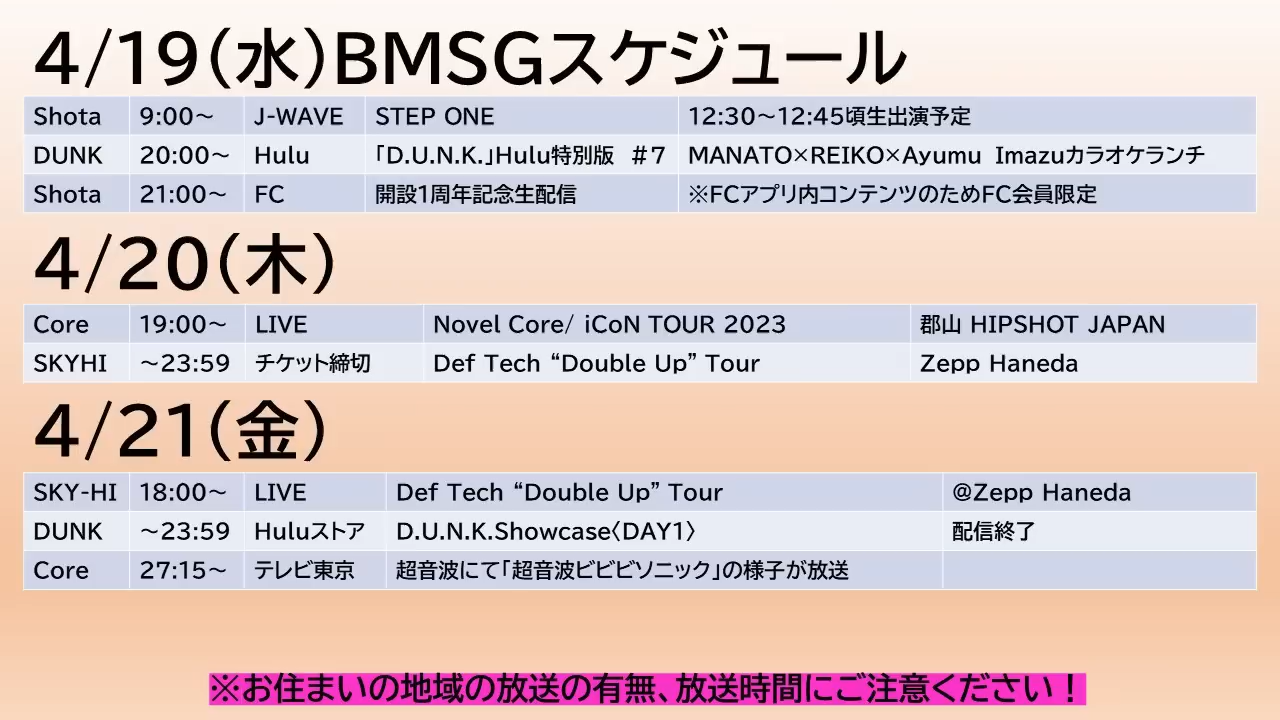 4/19(水)BMSGスケジュール
Shota 9:00～ J-WAVE STEP ONE 12:30～12:45頃生出演予定
DUNK 20:00～ Hulu 「D.U.N.K.」Hulu特別版 #7 MANATO×REIKO×Ayumu Imazuカラオケランチ
Shota 21:00～ FC 開設1周年記念生配信 ※FCアプリ内コンテンツのためFC会員限定
4/20(木)
Core 19:00～ LIVE Novel Core/ iCoN TOUR 2023 郡山 HIPSHOT JAPAN
SKYHI ～23:59 チケット締切 Def Tech “Double Up” Tour Zepp Haneda
4/21(金)
SKY-HI 18:00～ LIVE Def Tech “Double Up” Tour @Zepp Haneda
DUNK ～23:59 Huluストア D.U.N.K.Showcase〈DAY1〉 配信終了
Core 27:15～ テレビ東京 超音波にて「超音波ビビビソニック」の様子が放送
※お住まいの地域の放送の有無、放送時間にご注意ください！